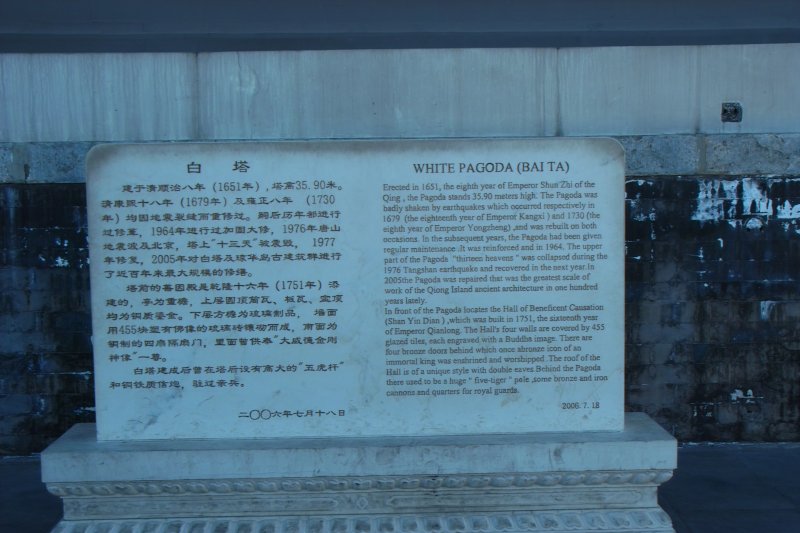 白 塔
建于清顺治八年(1651年),塔高35.90米。
清康熙十八年(1679年)及雍正八年(1730
年)均因地震裂缝而重修过。嗣后历年都进行
过修葺,1964年进行过加固大修,1976年唐山
地震波及北京,塔上“十三天”被震毁,1977
年修复,2005年对白塔及琼华岛古建筑群进行
了近百年来最大规模的修缮。
塔前的善因殿是乾隆十六年(1751年)添
建的,亭为重檐,上层圆顶筒瓦、板瓦、宝顶
均为铜质鎏金。下层方檐为琉璃制品,墙面
用455块塑有佛像的琉璃砖镶砌而成,南面为
铜制的四扇隔扇门,里面曾供奉“大威德金刚
神像”一尊。
白塔建成后曾在塔后设有高大的“五虎杆”
和铜铁质信炮,驻过亲兵。
二〇〇六年七月十八日
WHITE PAGODA (BAI TA)
Erected in 1651, the eighth year of Emperor Shun Zhi of the
Qing , the Pagoda stands 35.90 meters high. The Pagoda was
badly shaken by earthquakes which occurred respectively in
1679 (the eighteenth year of Emperor Kangxi ) and 1730 (the
eighth year of Emperor Yongzheng) ,and was rebuilt on both
occasions. In the subsequent years, the Pagoda had been given
regular maintenance .It was reinforced and in 1964. The upper
part of the Pagoda "thirteen heavens " was collapsed during the
1976 Tangshan earthquake and recovered in the next year.In
2005the Pagoda was repaired that was the greatest scale of
work of the Qiong Island ancient architecture in one hundred
years lately.
In front of the Pagoda locates the Hall of Beneficent Causation
(Shan Yin Dian ) ,which was built in 1751, the sixteenth year
of Emperor Qianlong. The Hall's four walls are covered by 455
glazed tiles, each engraved with a Buddha image. There are
four bronze doors behind which once abronze icon of an
immortal king was enshrined and worshipped .The roof of the
Hall is of a unique style with double eaves.Behind the Pagoda
there used to be a huge " five-tiger " pole ,some bronze and iron
cannons and quarters for royal guards.
2006. 7. 18